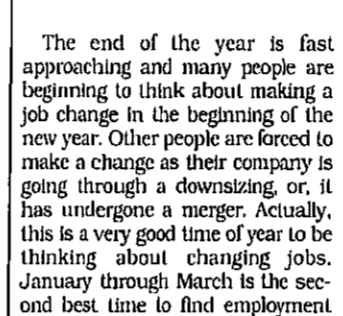 The end of the year is fast
approaching and many people are
beginning to think about making a
job change in the beginning of the
new year. Other people are forced to
make a change as their company is
going through a downsizing, or, it
has undergone a merger. Actually,
this is a very good time of year to be
thinking about changing jobs.
January through March is the sec-
ond best time to find employment